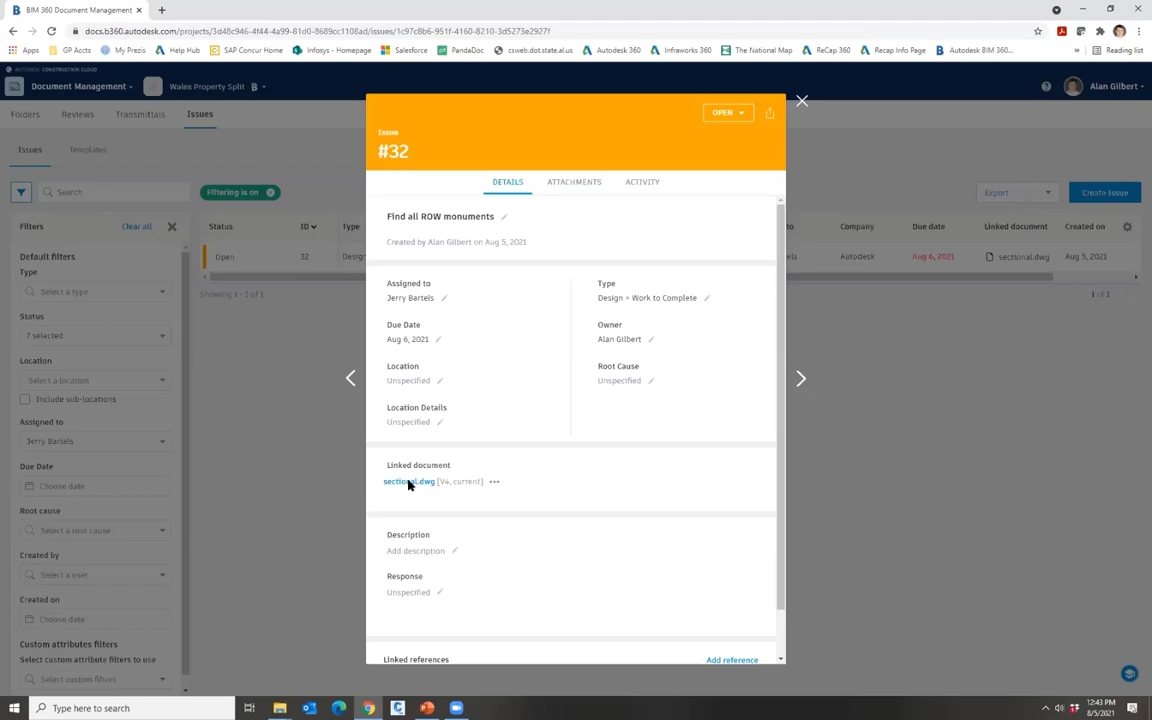 BIM 360 Document Management
docs.b360.autodesk.com/projects/3d48c946-4f44-4a99-81d0-8689cc1108ad/issues/1c97c8b6-951f-4160-8210-3d5273e2927f
Apps
GP Accts
My Prezis
Help Hub
SAP Concur Home
Infosys - Homepage
Salesforce
PandaDoc
csweb.dot.state.al.us
Autodesk 360
Infraworks 360
The National Map
ReCap 360
Recap Info Page
Autodesk BIM 360...
Reading list
AUTODESK CONSTRUCTION CLOUD
Document Management
Wales Property Split
Alan Gilbert
Folders
Reviews
Transmittals
Issues
Issues
Templates
Search
Filtering is on
Export
Create Issue
Filters
Clear all
Default filters
Type
Select a type
Status
7 selected
Location
Select a location
Include sub-locations
Assigned to
Jerry Bartels
Due Date
Choose date
Root cause
Select a root cause
Created by
Select a user
Created on
Choose date
Custom attributes filters
Select custom attribute filters to use
Select custom filters
Status
ID
Type
to
Company
Due date
Linked document
Created on
Open
32
Desig
els
Autodesk
Aug 6, 2021
sectional.dwg
Aug 5, 2021
Showing 1 - 1 of 1
1 of 1
OPEN
Issue
#32
DETAILS
ATTACHMENTS
ACTIVITY
Find all ROW monuments
Created by Alan Gilbert on Aug 5, 2021
Assigned to
Jerry Bartels
Type
Design > Work to Complete
Due Date
Aug 6, 2021
Owner
Alan Gilbert
Location
Unspecified
Root Cause
Unspecified
Location Details
Unspecified
Linked document
sectional.dwg [V4, current]
Description
Add description
Response
Unspecified
Linked references
Add reference
Type here to search
12:43 PM
8/5/2021